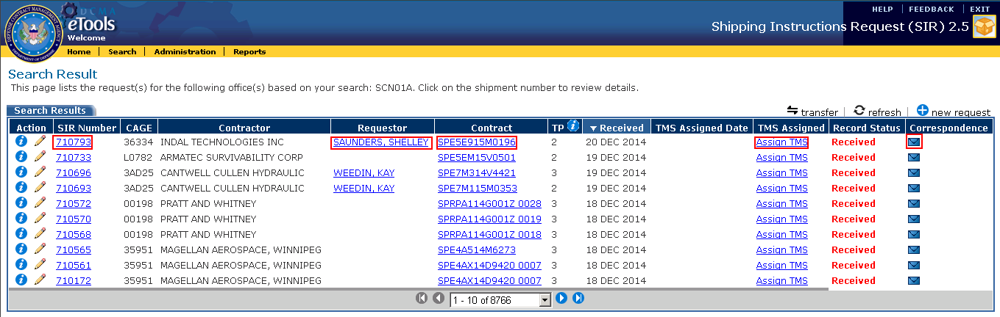 HELP | FEEDBACK | EXIT
DCMA
eTools
Welcome
Shipping Instructions Request (SIR) 2.5
DEFENSE CONTRACT MANAGEMENT AGENCY
DEPARTMENT OF DEFENSE
Home | Search | Administration | Reports
Search Result
This page lists the request(s) for the following office(s) based on your search: SCN01A. Click on the shipment number to review details.
Search Results
transfer | refresh | new request
Action SIR Number CAGE Contractor Requestor Contract TP Received TMS Assigned Date TMS Assigned Record Status Correspondence
710793 36334 INDAL TECHNOLOGIES INC SAUNDERS, SHELLEY SPE5E915M0196 2 20 DEC 2014 Assign TMS Received
710733 L0782 ARMATEC SURVIVABILITY CORP SPE5EM15V0501 2 19 DEC 2014 Assign TMS Received
710696 3AD25 CANTWELL CULLEN HYDRAULIC WEEDIN, KAY SPE7M314V4421 3 19 DEC 2014 Assign TMS Received
710693 3AD25 CANTWELL CULLEN HYDRAULIC WEEDIN, KAY SPE7M115M0353 2 19 DEC 2014 Assign TMS Received
710572 00198 PRATT AND WHITNEY SPRPA114G001Z 0028 3 18 DEC 2014 Assign TMS Received
710570 00198 PRATT AND WHITNEY SPRPA114G001Z 0019 3 18 DEC 2014 Assign TMS Received
710568 00198 PRATT AND WHITNEY SPRPA114G001Z 0018 3 18 DEC 2014 Assign TMS Received
710565 35951 MAGELLAN AEROSPACE, WINNIPEG SPE4A514M6273 3 18 DEC 2014 Assign TMS Received
710561 35951 MAGELLAN AEROSPACE, WINNIPEG SPE4AX14D9420 0007 3 18 DEC 2014 Assign TMS Received
710172 35951 MAGELLAN AEROSPACE, WINNIPEG SPE4AX14D9420 0007 3 18 DEC 2014 Assign TMS Received
1 - 10 of 8766